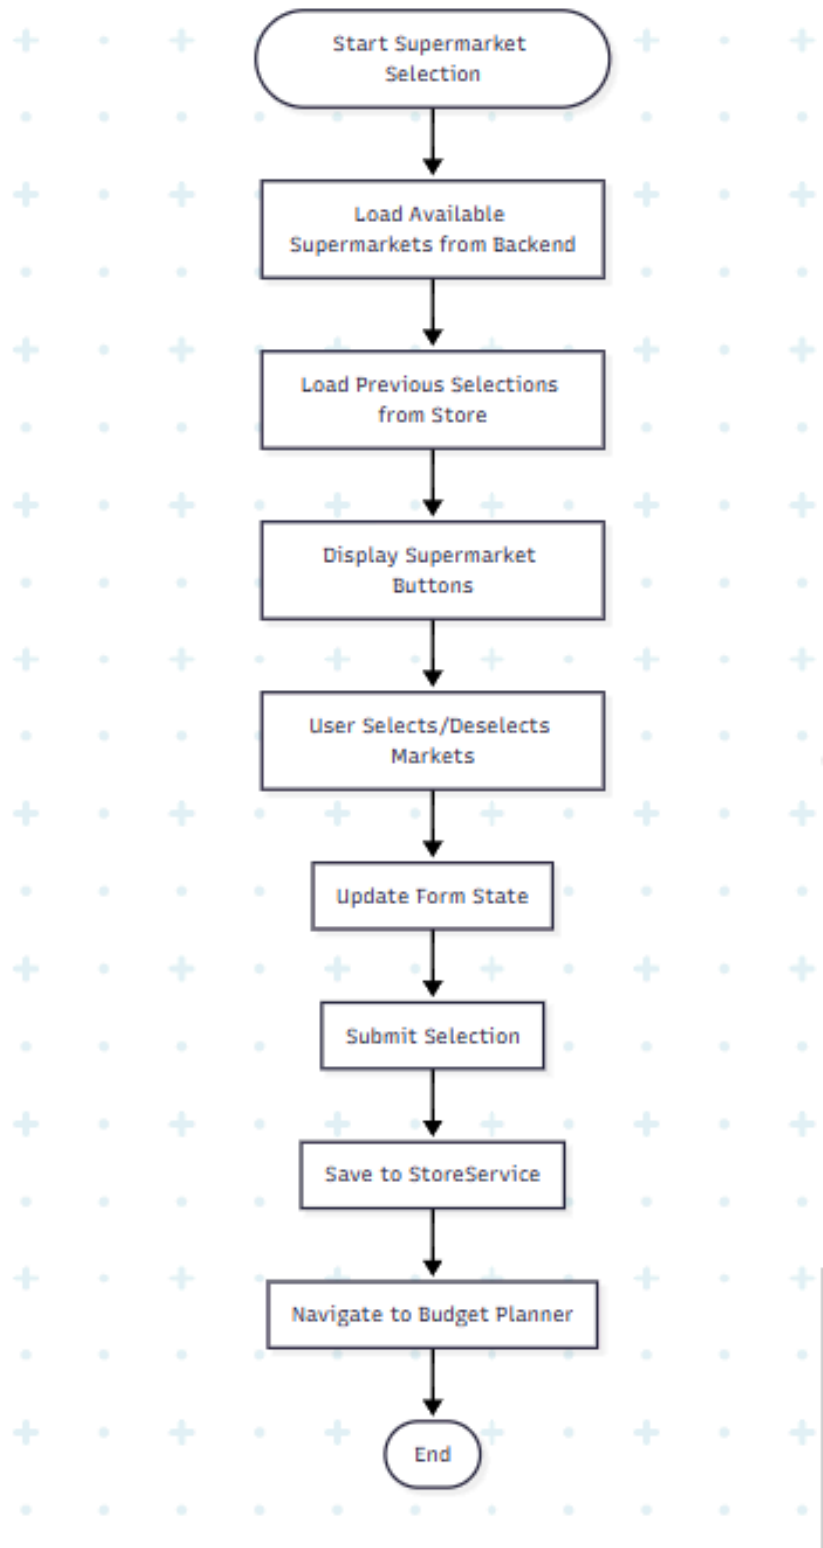 Start Supermarket
Selection
Load Available
Supermarkets from Backend
Load Previous Selections
from Store
Display Supermarket
Buttons
User Selects/Deselects
Markets
Update Form State
Submit Selection
Save to StoreService
Navigate to Budget Planner
End